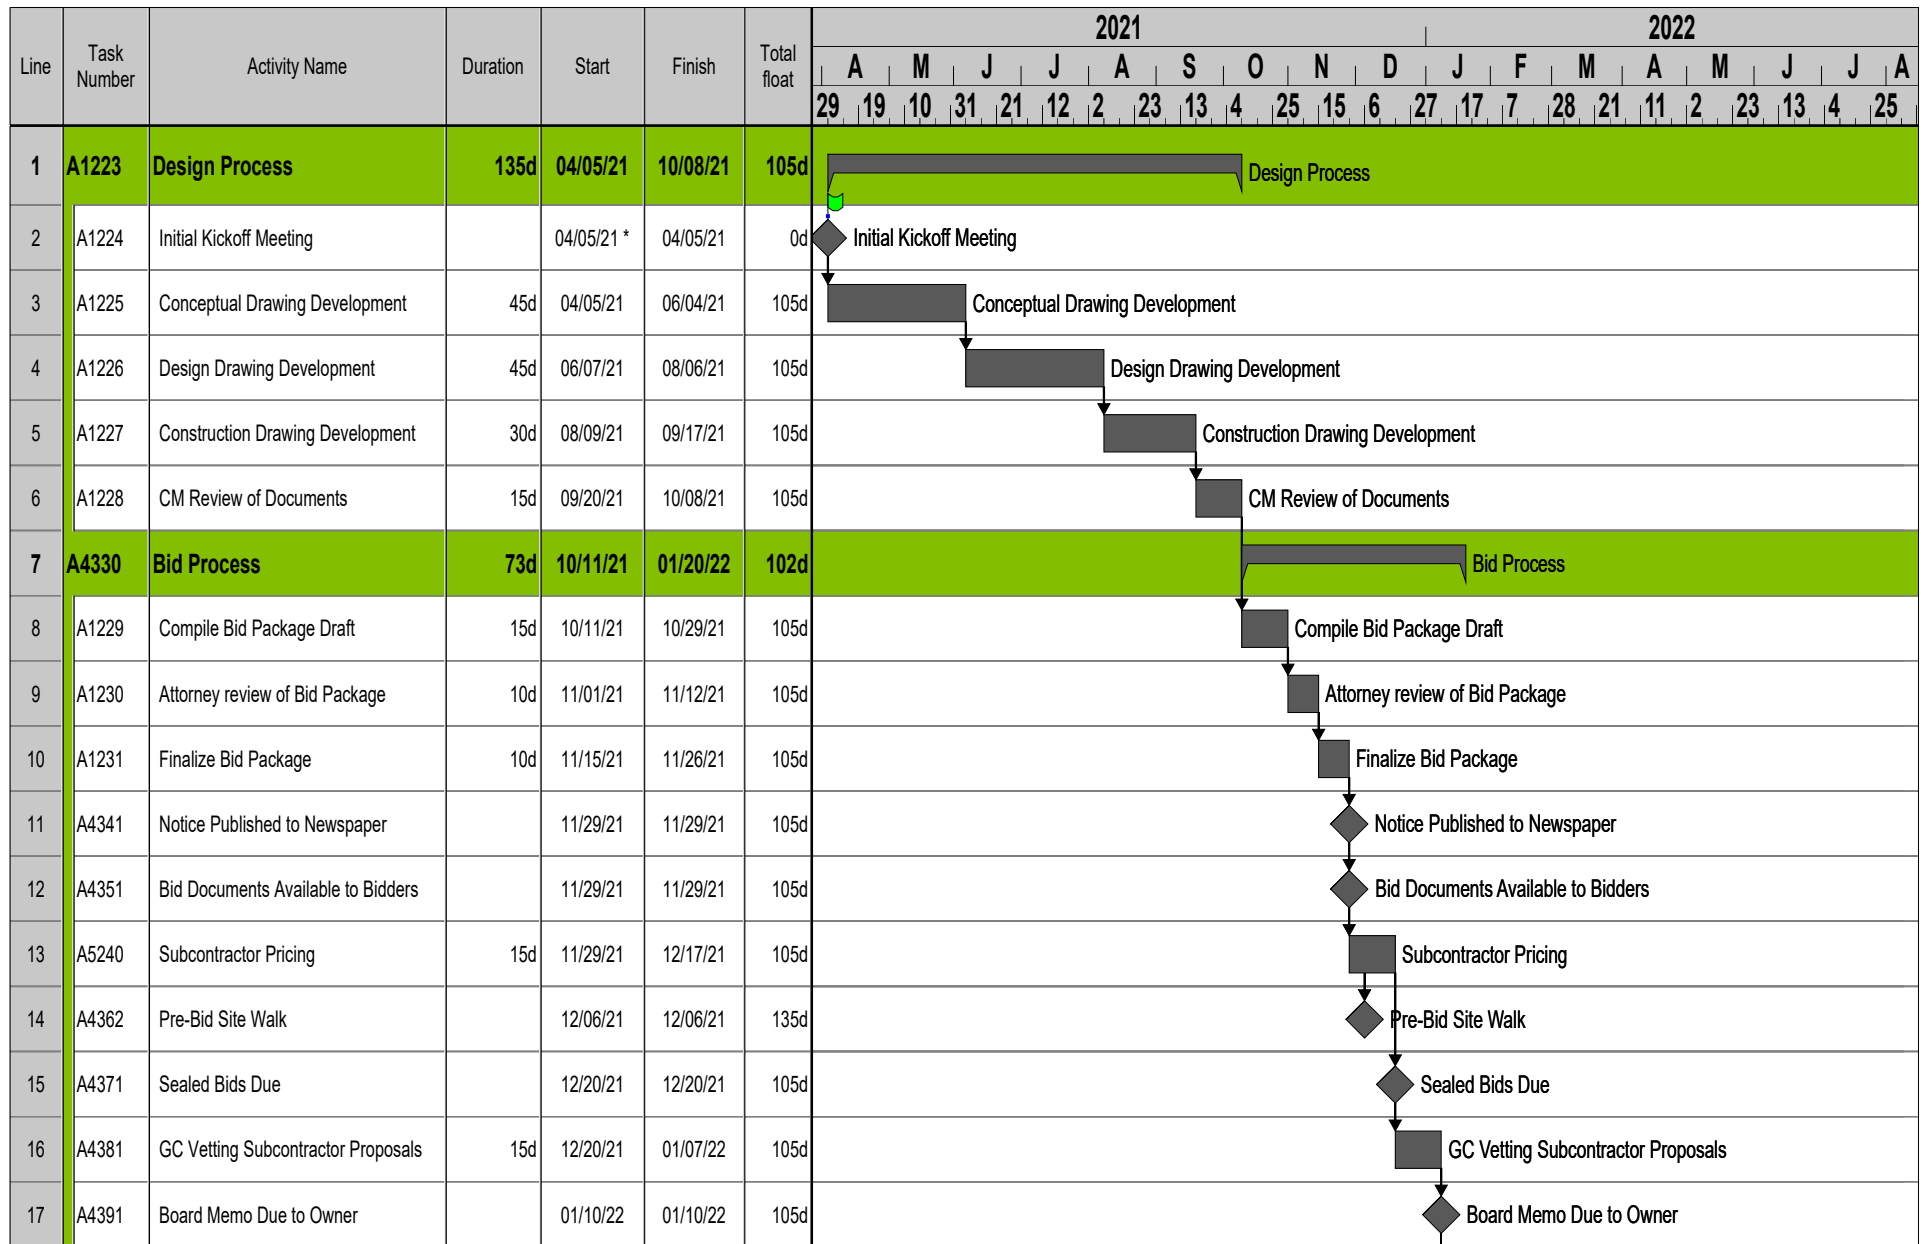 2021 2022
Line Task Number Activity Name Duration Start Finish Total float
A M J J A S O N D J F M A M J J A
29 19 10 31 21 12 2 23 13 4 25 15 6 27 17 7 28 21 11 2 23 13 4 25
1 A1223 Design Process 135d 04/05/21 10/08/21 105d Design Process
2 A1224 Initial Kickoff Meeting 04/05/21 * 04/05/21 0d Initial Kickoff Meeting
3 A1225 Conceptual Drawing Development 45d 04/05/21 06/04/21 105d Conceptual Drawing Development
4 A1226 Design Drawing Development 45d 06/07/21 08/06/21 105d Design Drawing Development
5 A1227 Construction Drawing Development 30d 08/09/21 09/17/21 105d Construction Drawing Development
6 A1228 CM Review of Documents 15d 09/20/21 10/08/21 105d CM Review of Documents
7 A4330 Bid Process 73d 10/11/21 01/20/22 102d Bid Process
8 A1229 Compile Bid Package Draft 15d 10/11/21 10/29/21 105d Compile Bid Package Draft
9 A1230 Attorney review of Bid Package 10d 11/01/21 11/12/21 105d Attorney review of Bid Package
10 A1231 Finalize Bid Package 10d 11/15/21 11/26/21 105d Finalize Bid Package
11 A4341 Notice Published to Newspaper 11/29/21 11/29/21 105d Notice Published to Newspaper
12 A4351 Bid Documents Available to Bidders 11/29/21 11/29/21 105d Bid Documents Available to Bidders
13 A5240 Subcontractor Pricing 15d 11/29/21 12/17/21 105d Subcontractor Pricing
14 A4362 Pre-Bid Site Walk 12/06/21 12/06/21 135d Pre-Bid Site Walk
15 A4371 Sealed Bids Due 12/20/21 12/20/21 105d Sealed Bids Due
16 A4381 GC Vetting Subcontractor Proposals 15d 12/20/21 01/07/22 105d GC Vetting Subcontractor Proposals
17 A4391 Board Memo Due to Owner 01/10/22 01/10/22 105d Board Memo Due to Owner